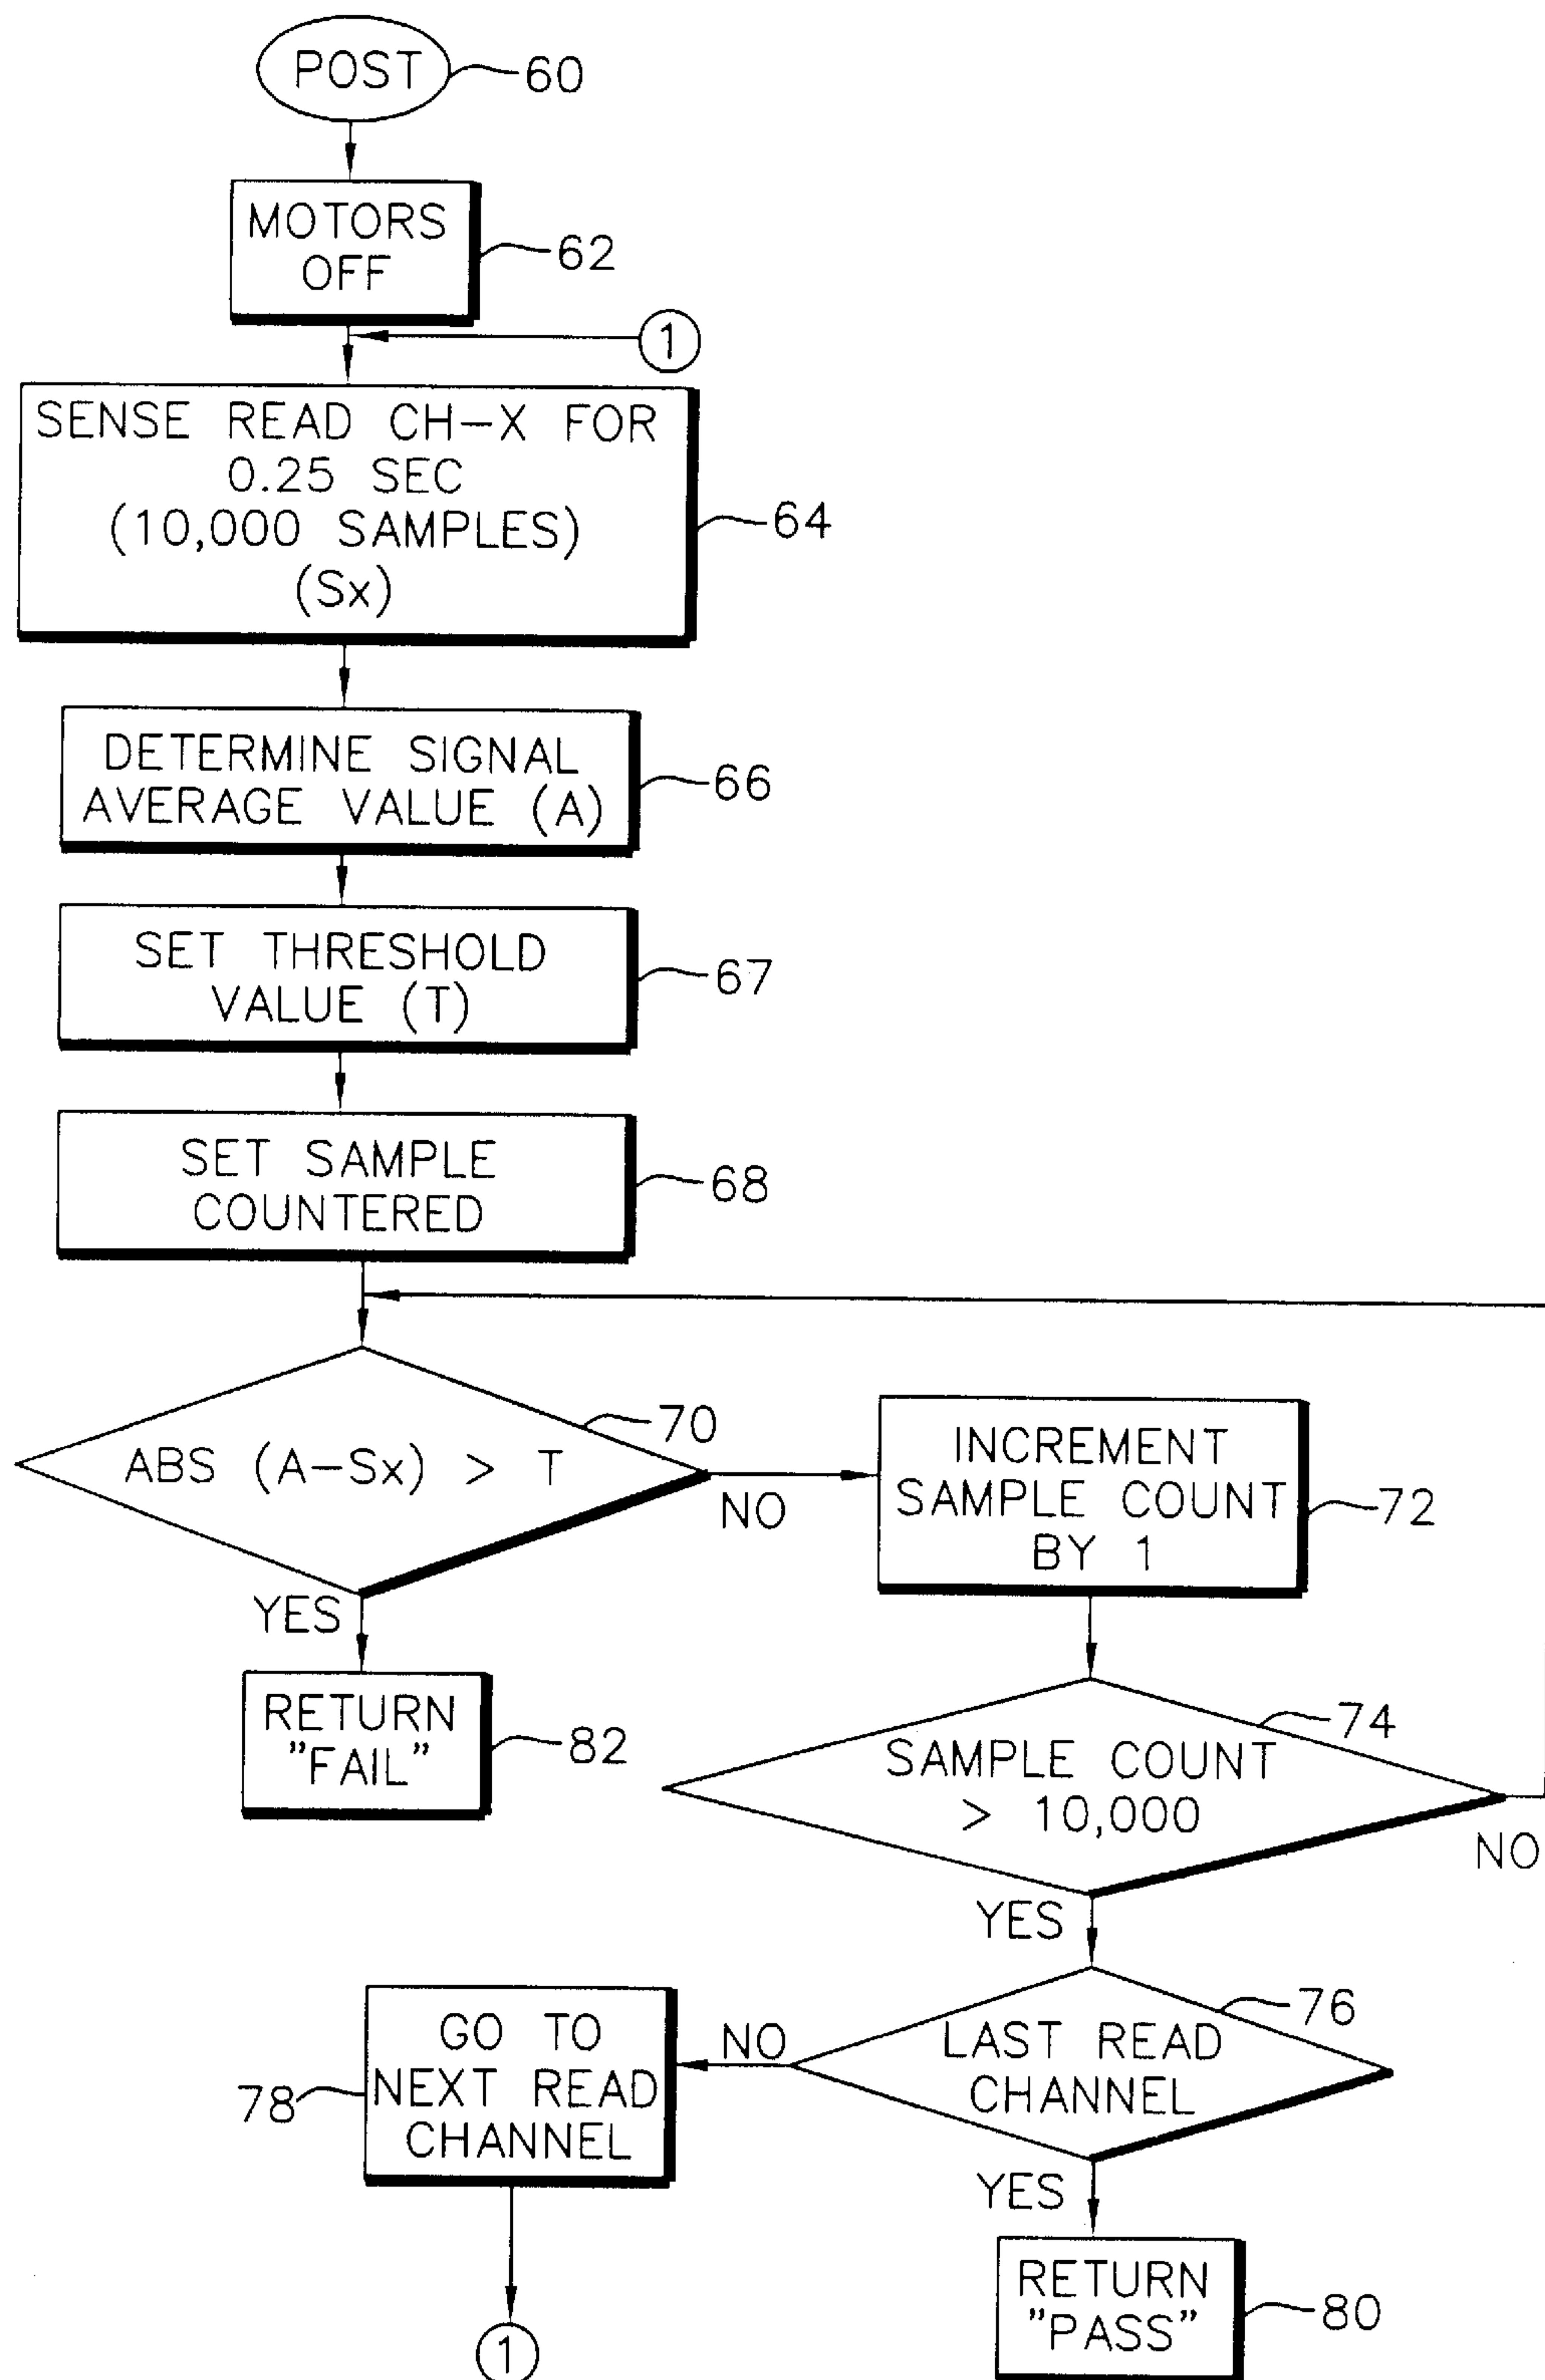 POST
60
MOTORS
OFF
62
1
SENSE READ CH-X FOR
0.25 SEC
(10,000 SAMPLES)
(Sx)
64
DETERMINE SIGNAL
AVERAGE VALUE (A)
66
SET THRESHOLD
VALUE (T)
67
SET SAMPLE
COUNTERED
68
ABS (A-Sx) > T
70
NO
YES
INCREMENT
SAMPLE COUNT
BY 1
72
RETURN
"FAIL"
82
SAMPLE COUNT
> 10,000
74
NO
YES
LAST READ
CHANNEL
76
NO
YES
GO TO
NEXT READ
CHANNEL
78
1
RETURN
"PASS"
80